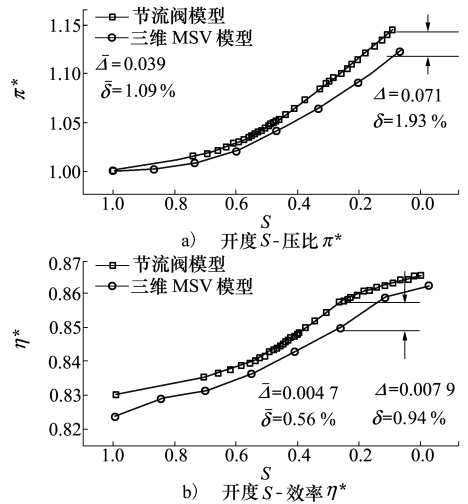 节流阀模型
三维 MSV 模型
Δ̄=0.039
δ̄=1.09 %
Δ=0.071
δ=1.93 %
π*
1.15
1.10
1.05
1.00
1.0 0.8 0.6 0.4 0.2 0.0
S
a) 开度 S-压比 π*
节流阀模型
三维 MSV 模型
η*
0.87
0.86
0.85
0.84
0.83
0.82
Δ̄=0.004 7
δ̄=0.56 %
Δ=0.007 9
δ=0.94 %
1.0 0.8 0.6 0.4 0.2 0.0
S
b) 开度 S-效率 η*